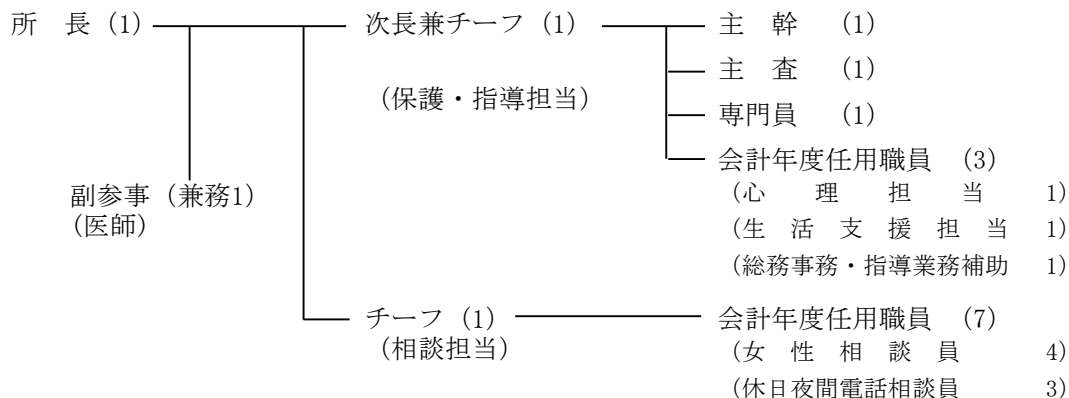 所　長（1） 次長兼チーフ（1） 主　幹　（1）
主　査　（1）
（保護・指導担当）
専門員　（1）
会計年度任用職員　（3）
副参事（兼務1） （心　理　担　当　1）
（医師） （生　活　支　援　担　当　1）
（総務事務・指導業務補助　1）
チーフ（1） 会計年度任用職員　（7）
（相談担当） （女　性　相　談　員　4）
（休日夜間電話相談員　3）